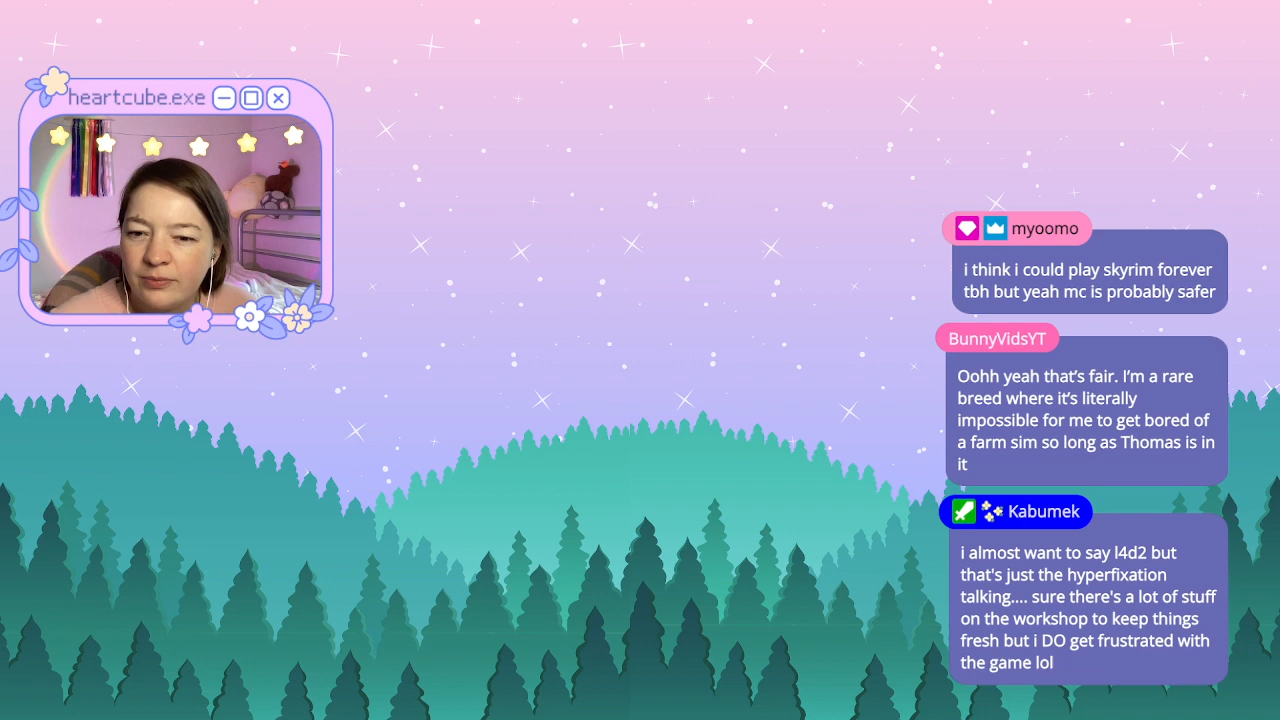 heartcube.exe
myoomo
i think i could play skyrim forever
tbh but yeah mc is probably safer
BunnyVidsYT
Oohh yeah that's fair. I'm a rare
breed where it's literally
impossible for me to get bored of
a farm sim so long as Thomas is in
it
Kabumek
i almost want to say l4d2 but
that's just the hyperfixation
talking.... sure there's a lot of stuff
on the workshop to keep things
fresh but i DO get frustrated with
the game lol